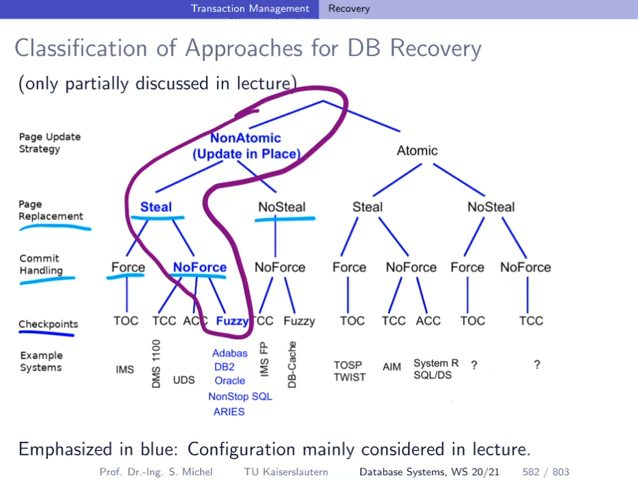 Transaction Management Recovery
Classification of Approaches for DB Recovery
(only partially discussed in lecture)
Page Update
Strategy
NonAtomic
(Update in Place)
Atomic
Page
Replacement
Steal
NoSteal
Steal
NoSteal
Commit
Handling
Force
NoForce
NoForce
Force
NoForce
Force
NoForce
Checkpoints
TOC
TCC
ACC
Fuzzy
TCC
Fuzzy
TOC
TCC
ACC
TOC
TCC
Example
Systems
IMS
DMS 1100
UDS
Adabas
DB2
Oracle
NonStop SQL
ARIES
IMS FP
DB-Cache
TOSP
TWIST
AIM
System R
SQL/DS
?
?
Emphasized in blue: Configuration mainly considered in lecture.
Prof. Dr.-Ing. S. Michel TU Kaiserslautern Database Systems, WS 20/21 582 / 803